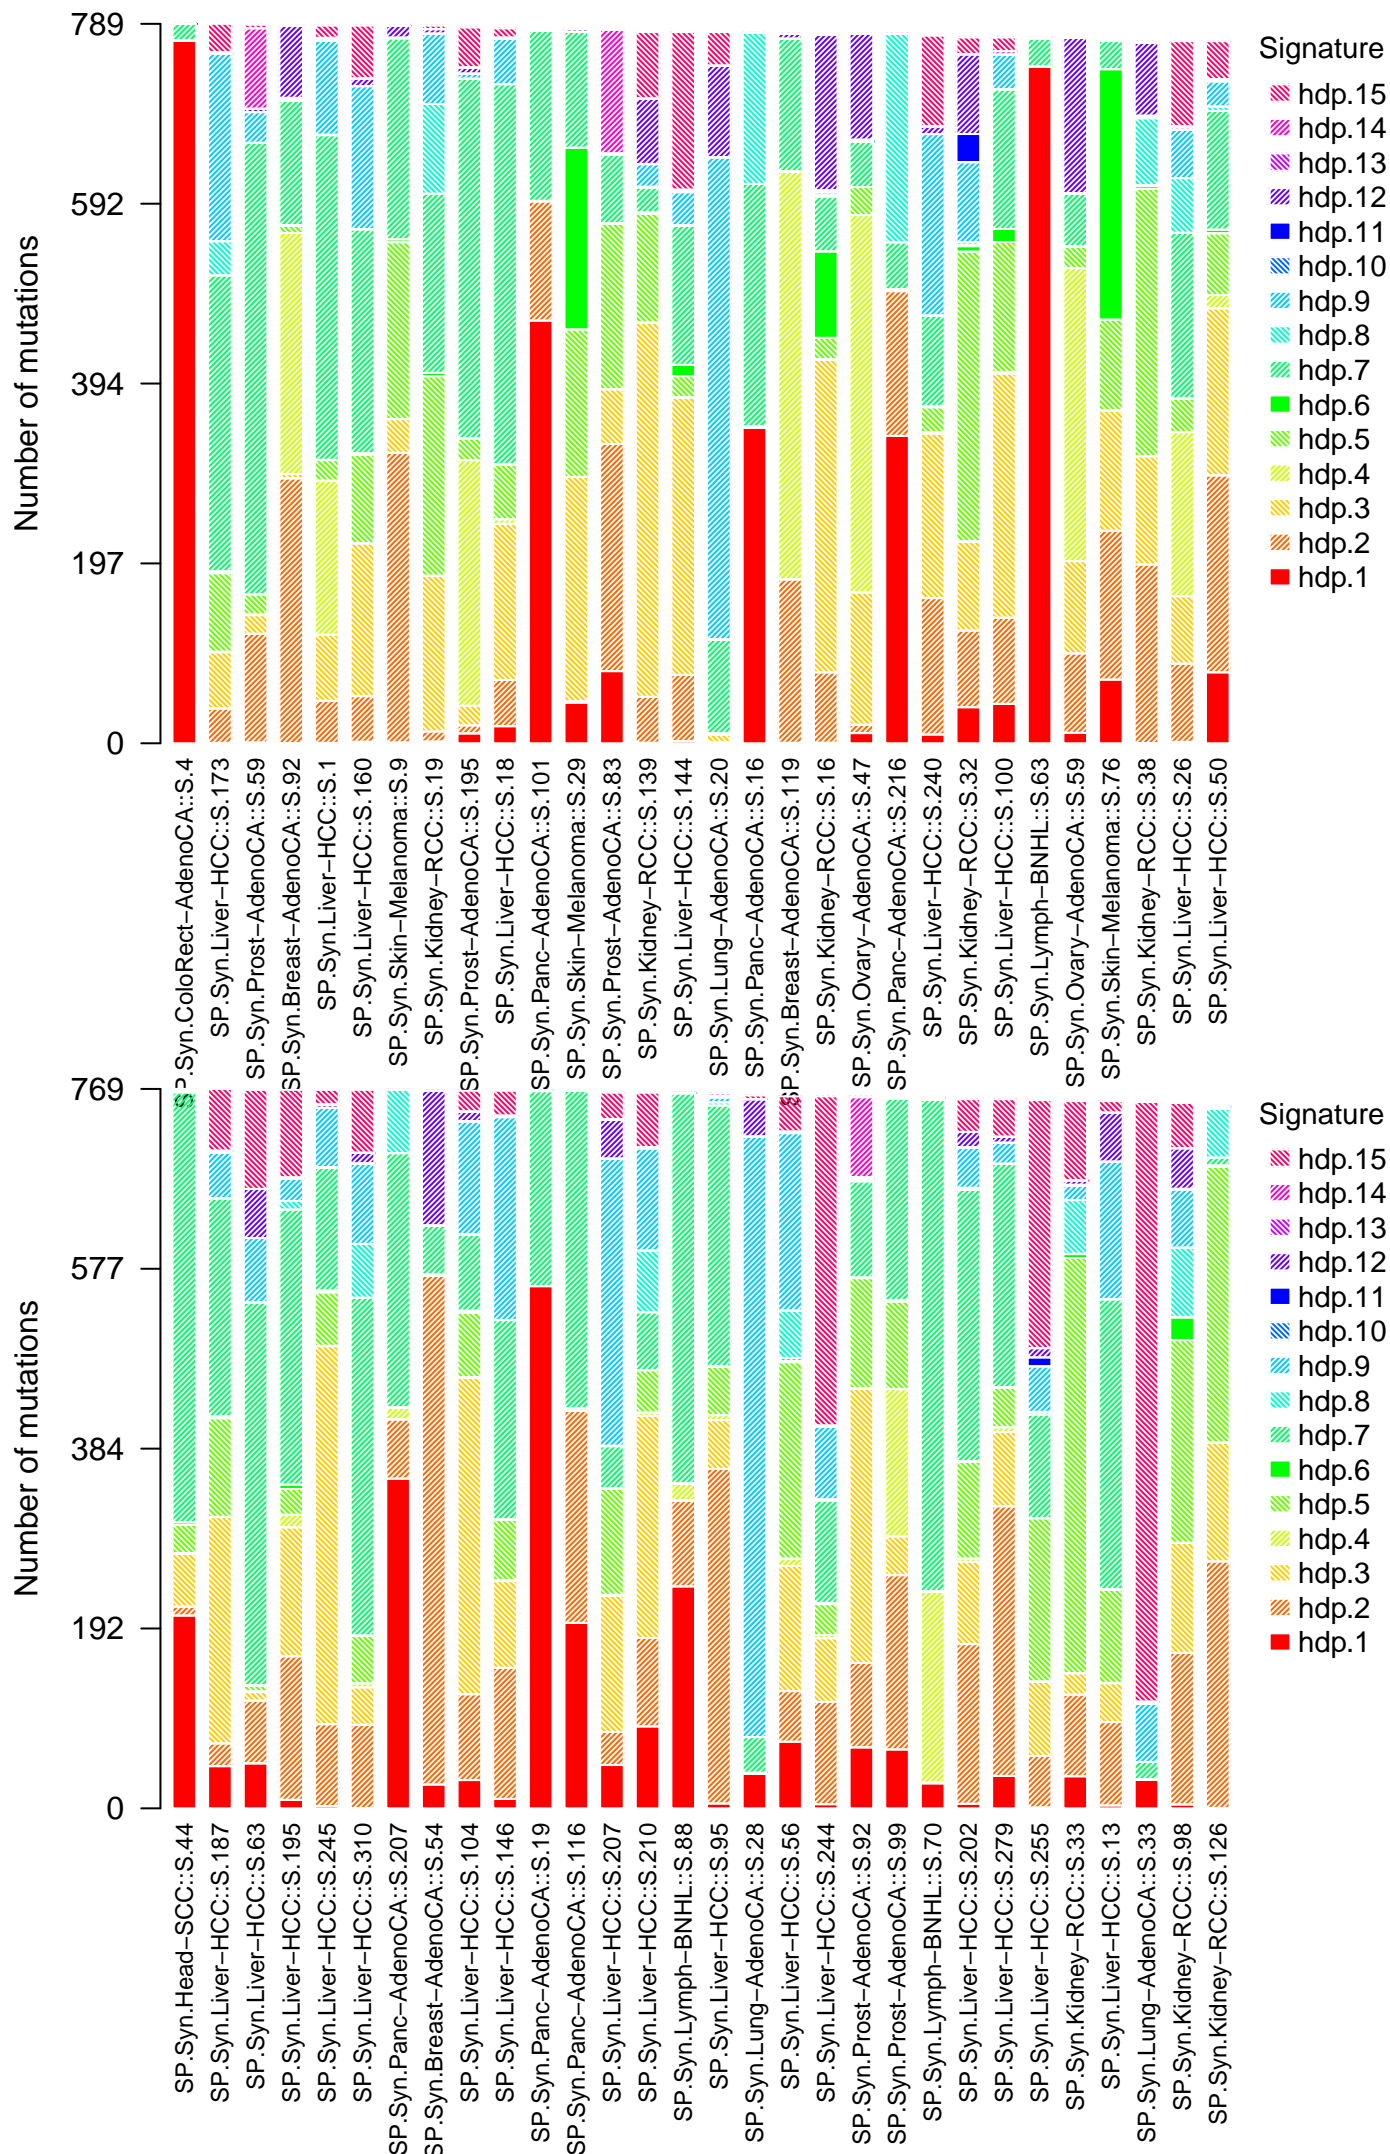 789
592
394
197
0
Number of mutations
Signature
hdp.15
hdp.14
hdp.13
hdp.12
hdp.11
hdp.10
hdp.9
hdp.8
hdp.7
hdp.6
hdp.5
hdp.4
hdp.3
hdp.2
hdp.1
SP.Syn.ColoRect−AdenoCA::S.4
SP.Syn.Liver−HCC::S.173
SP.Syn.Prost−AdenoCA::S.59
SP.Syn.Breast−AdenoCA::S.92
SP.Syn.Liver−HCC::S.1
SP.Syn.Liver−HCC::S.160
SP.Syn.Skin−Melanoma::S.9
SP.Syn.Kidney−RCC::S.19
SP.Syn.Prost−AdenoCA::S.195
SP.Syn.Liver−HCC::S.18
SP.Syn.Panc−AdenoCA::S.101
SP.Syn.Skin−Melanoma::S.29
SP.Syn.Prost−AdenoCA::S.83
SP.Syn.Kidney−RCC::S.139
SP.Syn.Liver−HCC::S.144
SP.Syn.Lung−AdenoCA::S.20
SP.Syn.Panc−AdenoCA::S.16
SP.Syn.Breast−AdenoCA::S.119
SP.Syn.Kidney−RCC::S.16
SP.Syn.Ovary−AdenoCA::S.47
SP.Syn.Panc−AdenoCA::S.216
SP.Syn.Liver−HCC::S.240
SP.Syn.Kidney−RCC::S.32
SP.Syn.Liver−HCC::S.100
SP.Syn.Lymph−BNHL::S.63
SP.Syn.Ovary−AdenoCA::S.59
SP.Syn.Skin−Melanoma::S.76
SP.Syn.Kidney−RCC::S.38
SP.Syn.Liver−HCC::S.26
SP.Syn.Liver−HCC::S.50
769
577
384
192
0
Number of mutations
Signature
hdp.15
hdp.14
hdp.13
hdp.12
hdp.11
hdp.10
hdp.9
hdp.8
hdp.7
hdp.6
hdp.5
hdp.4
hdp.3
hdp.2
hdp.1
SP.Syn.Head−SCC::S.44
SP.Syn.Liver−HCC::S.187
SP.Syn.Liver−HCC::S.63
SP.Syn.Liver−HCC::S.195
SP.Syn.Liver−HCC::S.245
SP.Syn.Liver−HCC::S.310
SP.Syn.Panc−AdenoCA::S.207
SP.Syn.Breast−AdenoCA::S.54
SP.Syn.Liver−HCC::S.104
SP.Syn.Liver−HCC::S.146
SP.Syn.Panc−AdenoCA::S.19
SP.Syn.Panc−AdenoCA::S.116
SP.Syn.Liver−HCC::S.207
SP.Syn.Liver−HCC::S.210
SP.Syn.Lymph−BNHL::S.88
SP.Syn.Liver−HCC::S.95
SP.Syn.Lung−AdenoCA::S.28
SP.Syn.Liver−HCC::S.56
SP.Syn.Liver−HCC::S.244
SP.Syn.Prost−AdenoCA::S.92
SP.Syn.Prost−AdenoCA::S.99
SP.Syn.Lymph−BNHL::S.70
SP.Syn.Liver−HCC::S.202
SP.Syn.Liver−HCC::S.279
SP.Syn.Liver−HCC::S.255
SP.Syn.Kidney−RCC::S.33
SP.Syn.Liver−HCC::S.13
SP.Syn.Lung−AdenoCA::S.33
SP.Syn.Kidney−RCC::S.98
SP.Syn.Kidney−RCC::S.126